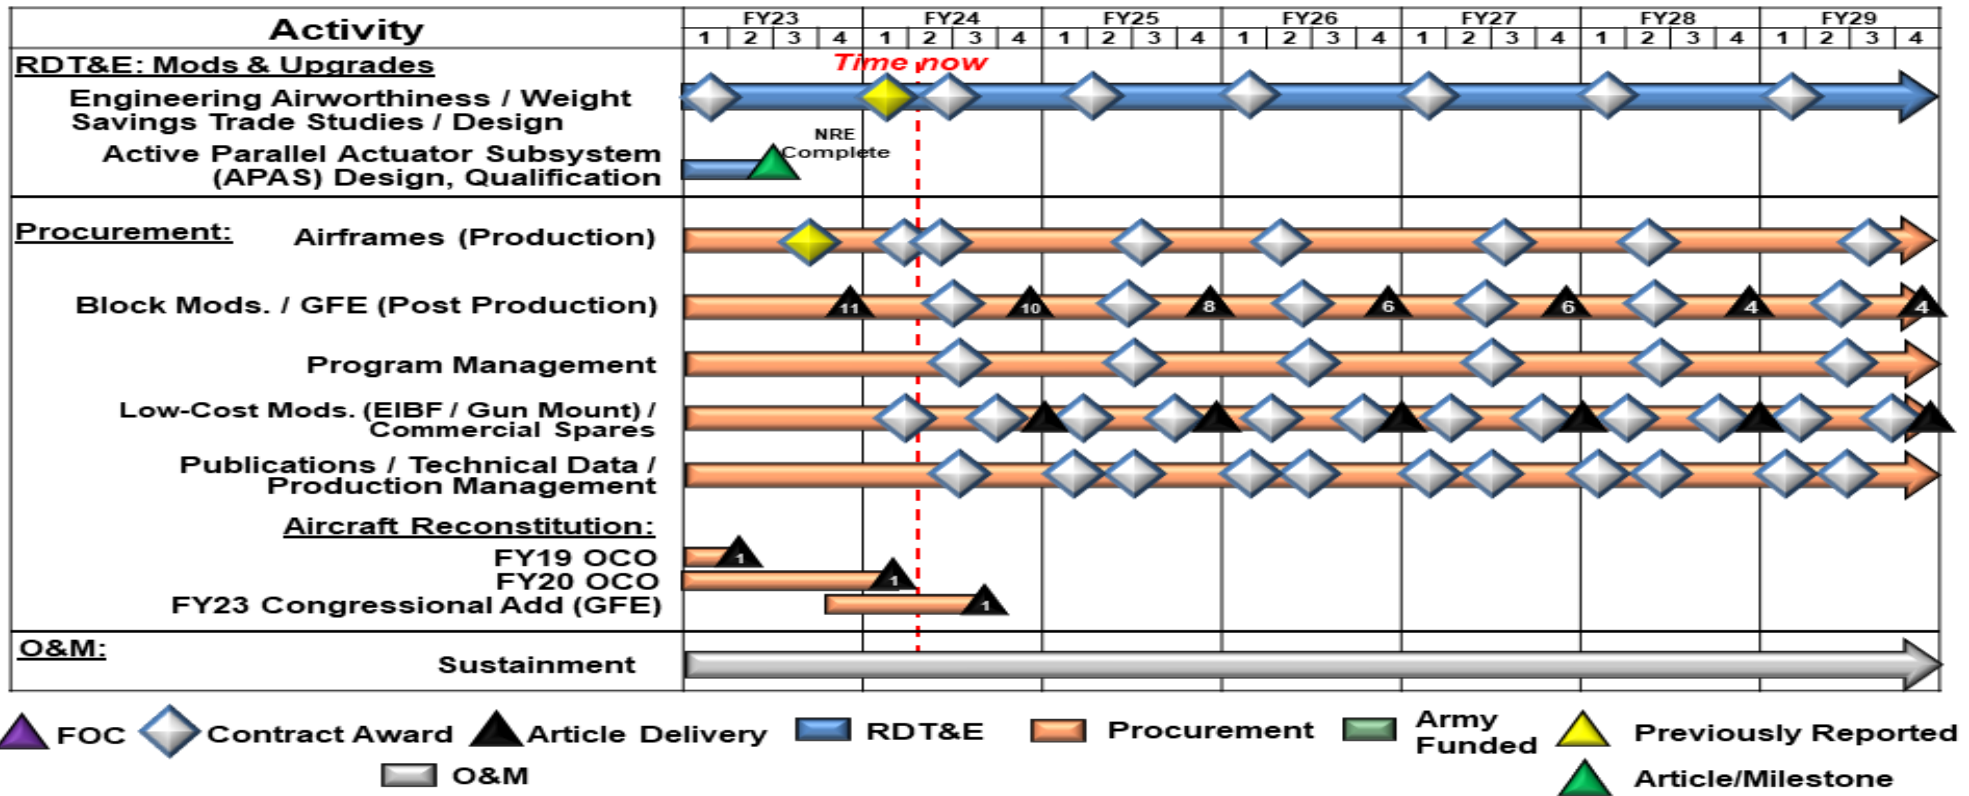 Activity
FY23 FY24 FY25 FY26 FY27 FY28 FY29
1 2 3 4 1 2 3 4 1 2 3 4 1 2 3 4 1 2 3 4 1 2 3 4 1 2 3 4
RDT&E: Mods & Upgrades
Time now
Engineering Airworthiness / Weight
Savings Trade Studies / Design
NRE
Complete
Active Parallel Actuator Subsystem
(APAS) Design, Qualification
Procurement:
Airframes (Production)
Block Mods. / GFE (Post Production)
11 10 8 6 6 4 4
Program Management
Low-Cost Mods. (EIBF / Gun Mount) /
Commercial Spares
Publications / Technical Data /
Production Management
Aircraft Reconstitution:
FY19 OCO 1
FY20 OCO 1
FY23 Congressional Add (GFE) 1
O&M:
Sustainment
FOC Contract Award Article Delivery RDT&E Procurement Army
Funded Previously Reported
O&M Article/Milestone